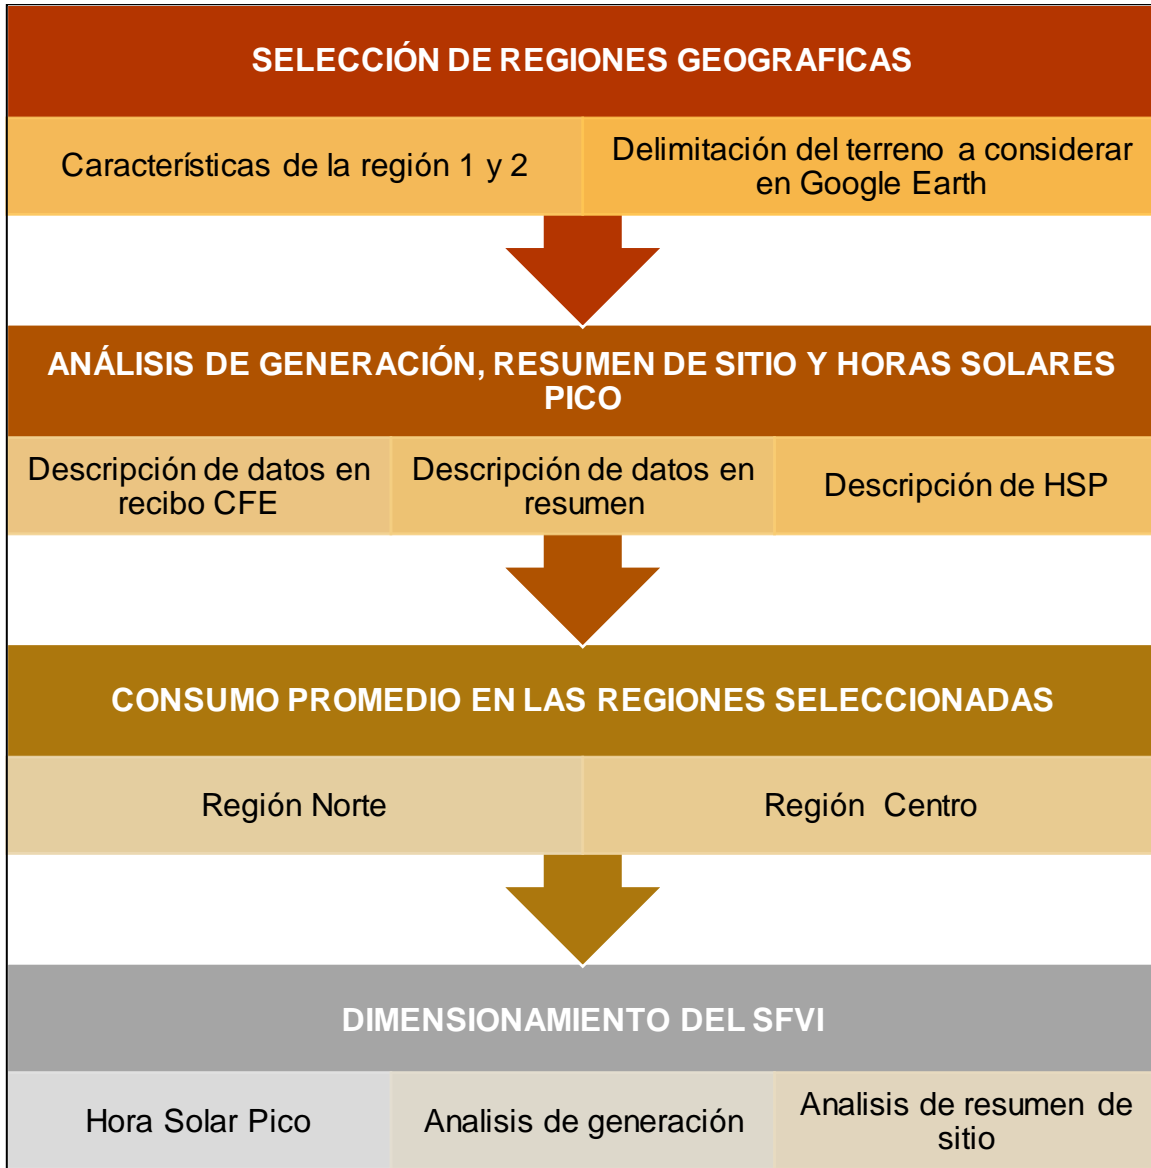 SELECCIÓN DE REGIONES GEOGRAFICAS
Características de la región 1 y 2
Delimitación del terreno a considerar
en Google Earth
ANÁLISIS DE GENERACIÓN, RESUMEN DE SITIO Y HORAS SOLARES
PICO
Descripción de datos en
recibo CFE
Descripción de datos en
resumen
Descripción de HSP
CONSUMO PROMEDIO EN LAS REGIONES SELECCIONADAS
Región Norte
Región Centro
DIMENSIONAMIENTO DEL SFVI
Hora Solar Pico
Analisis de generación
Analisis de resumen de
sitio